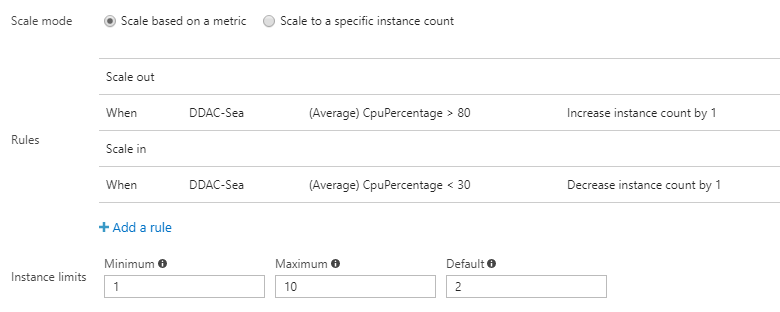 Scale mode Scale based on a metric Scale to a specific instance count
Scale out
When DDAC-Sea (Average) CpuPercentage > 80 Increase instance count by 1
Rules
Scale in
When DDAC-Sea (Average) CpuPercentage < 30 Decrease instance count by 1
+ Add a rule
Minimum Maximum Default
Instance limits 1 10 2